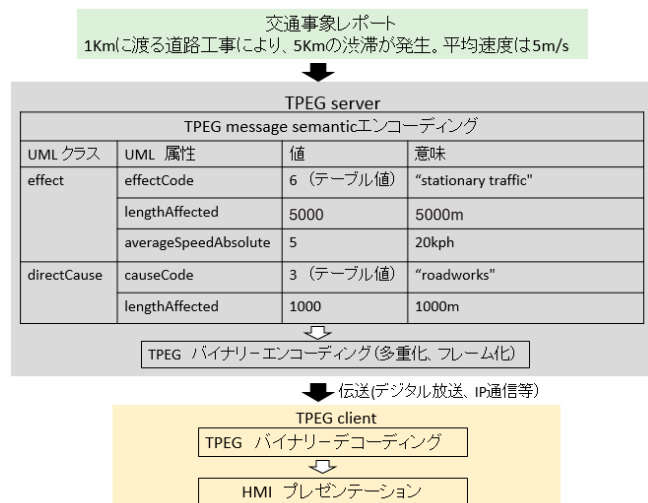 交通事象レポート
1Kmに渡る道路工事により、5Kmの渋滞が発生。平均速度は5m/s
TPEG server
TPEG message semanticエンコーディング
UML クラス UML 属性 値 意味
effect effectCode 6 (テーブル値) “stationary traffic"
lengthAffected 5000 5000m
averageSpeedAbsolute 5 20kph
directCause causeCode 3 (テーブル値) “roadworks"
lengthAffected 1000 1000m
TPEG バイナリーエンコーディング(多重化、フレーム化)
伝送(デジタル放送、IP通信等)
TPEG client
TPEG バイナリーデコーディング
HMI プレゼンテーション